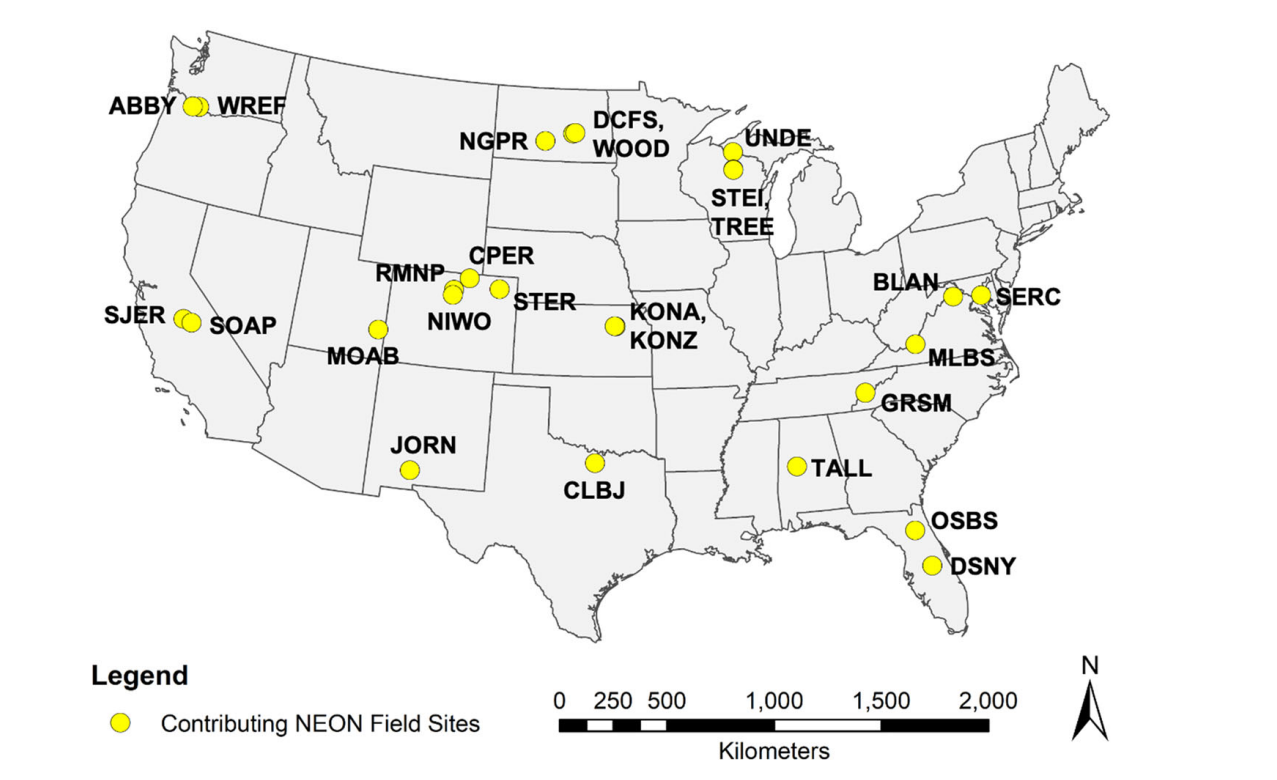 ABBY
WREF
NGPR
DCFS,
WOOD
UNDE
STEI,
TREE
CPER
RMNP
STER
NIWO
SJER
SOAP
MOAB
KONA,
KONZ
BLAN
SERC
MLBS
GRSM
JORN
CLBJ
TALL
OSBS
DSNY
Legend
Contributing NEON Field Sites
0 250 500 1,000 1,500 2,000
Kilometers
N